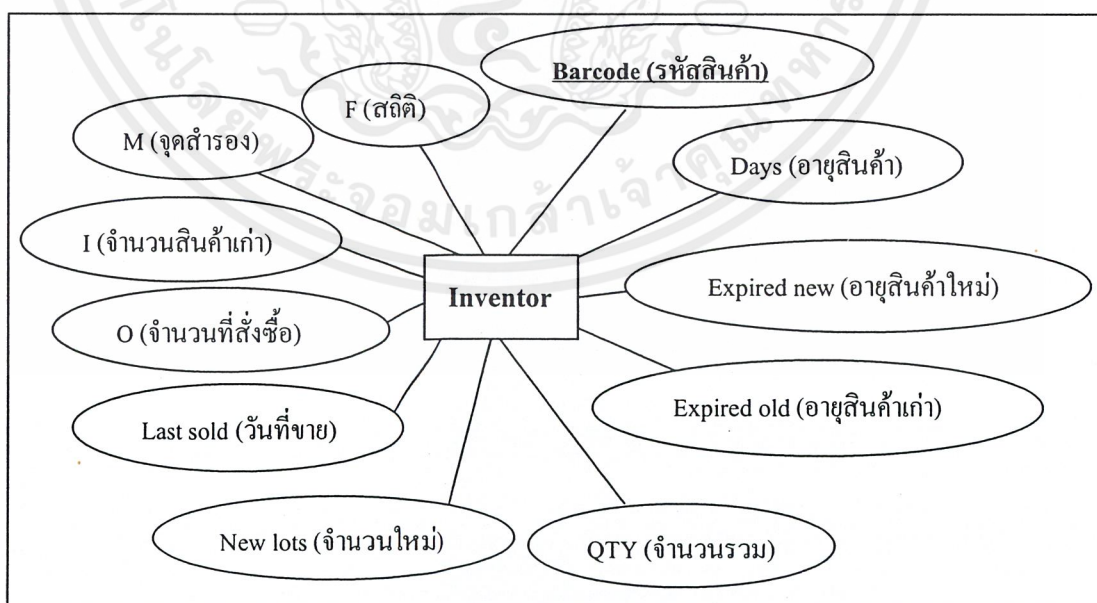 Barcode (รหัสสินค้า)
F (สถิติ)
M (จุดสำรอง)
Days (อายุสินค้า)
I (จำนวนสินค้าเก่า)
Inventor
Expired new (อายุสินค้าใหม่)
O (จำนวนที่สั่งซื้อ)
Expired old (อายุสินค้าเก่า)
Last sold (วันที่ขาย)
New lots (จำนวนใหม่)
QTY (จำนวนรวม)